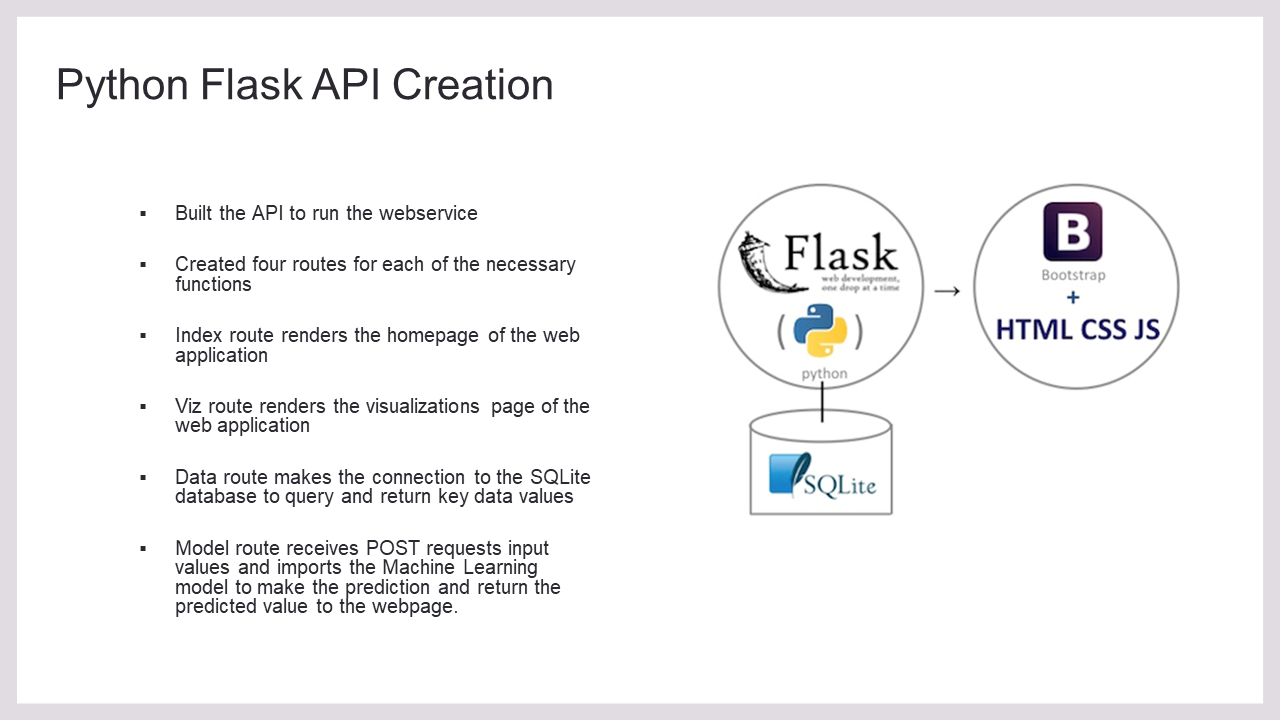 Python Flask API Creation
▪ Built the API to run the webservice
▪ Created four routes for each of the necessary
functions
▪ Index route renders the homepage of the web
application
▪ Viz route renders the visualizations page of the
web application
▪ Data route makes the connection to the SQLite
database to query and return key data values
▪ Model route receives POST requests input
values and imports the Machine Learning
model to make the prediction and return the
predicted value to the webpage.
Flask
web development,
one drop at a time
( )
python
→
B
Bootstrap
+
HTML CSS JS
SQLite